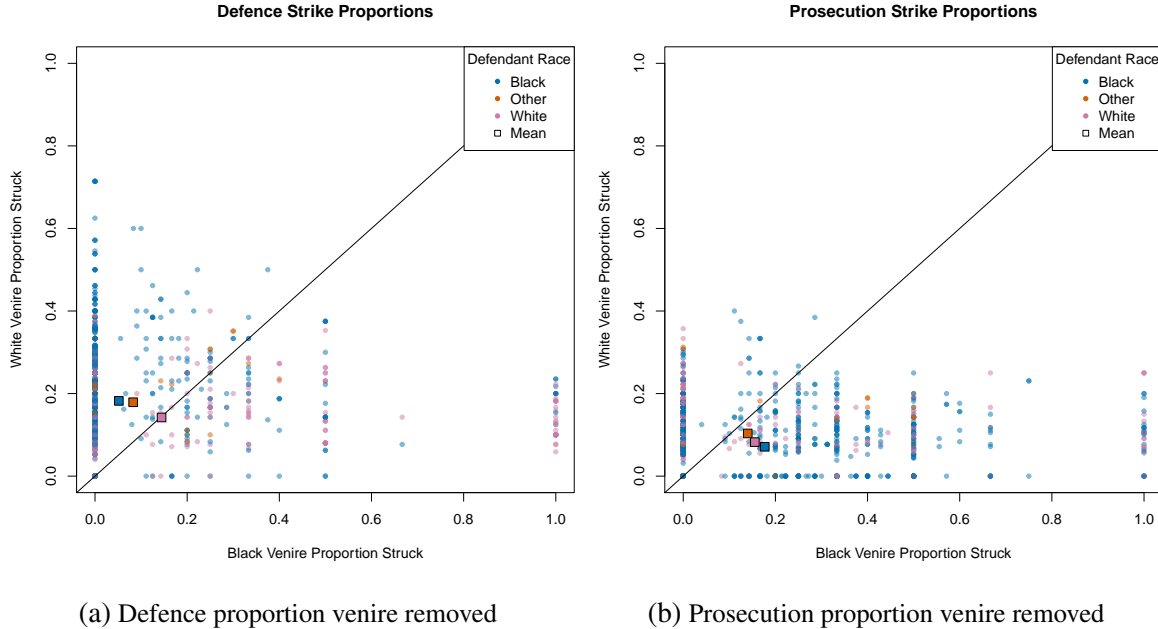 Defence Strike Proportions
White Venire Proportion Struck
1.0
0.8
0.6
0.4
0.2
0.0
Defendant Race
Black
Other
White
Mean
0.0 0.2 0.4 0.6 0.8 1.0
Black Venire Proportion Struck
(a) Defence proportion venire removed
Prosecution Strike Proportions
White Venire Proportion Struck
1.0
0.8
0.6
0.4
0.2
0.0
Defendant Race
Black
Other
White
Mean
0.0 0.2 0.4 0.6 0.8 1.0
Black Venire Proportion Struck
(b) Prosecution proportion venire removed